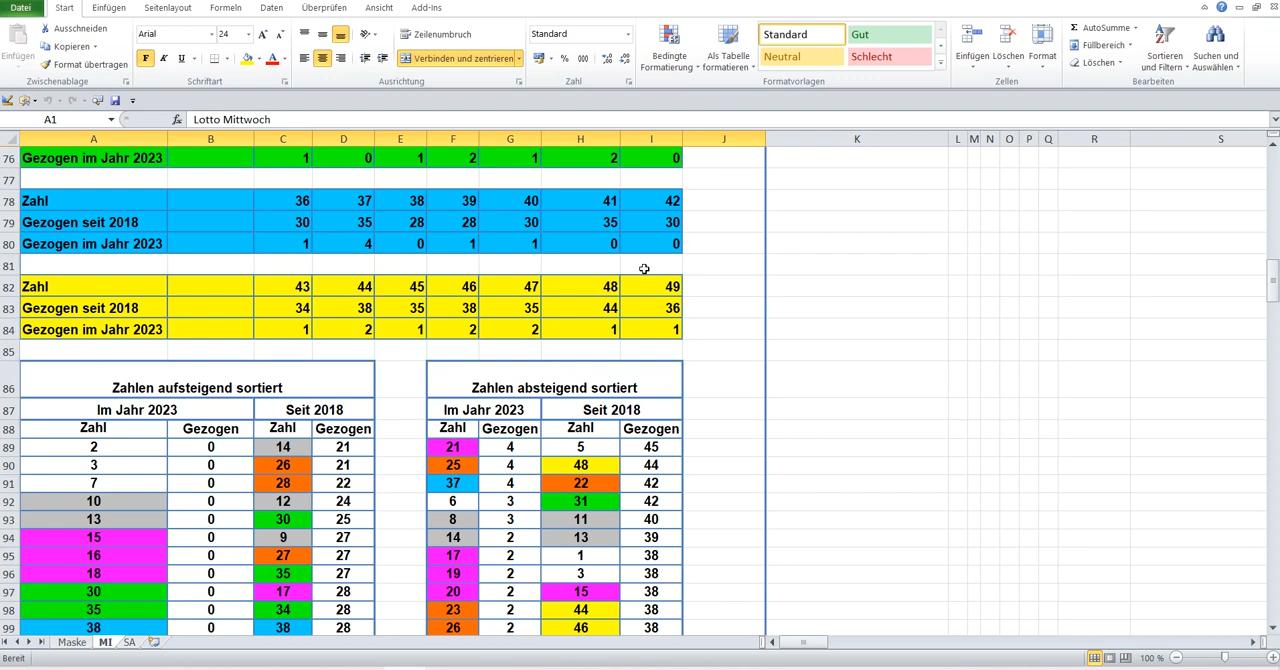 Datei Start Einfügen Seitenlayout Formeln Daten Überprüfen Ansicht Add-Ins
Ausschneiden Arial 24 Zeilenumbruch Standard Standard Gut AutoSumme
Kopieren Füllbereich
Einfügen Format übertragen F K U Verbinden und zentrieren % 000 Bedingte Formatierung Als Tabelle formatieren Neutral Schlecht Einfügen Löschen Format Löschen Sortieren und Filtern Suchen und Auswählen
Zwischenablage Schriftart Ausrichtung Zahl Formatvorlagen Zellen Bearbeiten
A1 fx Lotto Mittwoch
A B C D E F G H I J K L M N O P Q R S
76 Gezogen im Jahr 2023 1 0 1 2 1 2 0
77
78 Zahl 36 37 38 39 40 41 42
79 Gezogen seit 2018 30 35 28 28 30 35 30
80 Gezogen im Jahr 2023 1 4 0 1 1 0 0
81
82 Zahl 43 44 45 46 47 48 49
83 Gezogen seit 2018 34 38 35 38 35 44 36
84 Gezogen im Jahr 2023 1 2 1 2 2 1 1
85
86 Zahlen aufsteigend sortiert Zahlen absteigend sortiert
87 Im Jahr 2023 Seit 2018 Im Jahr 2023 Seit 2018
88 Zahl Gezogen Zahl Gezogen Zahl Gezogen Zahl Gezogen
89 2 0 14 21 21 4 5 45
90 3 0 26 21 25 4 48 44
91 7 0 28 22 37 4 22 42
92 10 0 12 24 6 3 31 42
93 13 0 30 25 8 3 11 40
94 15 0 9 27 14 2 13 39
95 16 0 27 27 17 2 1 38
96 18 0 35 27 19 2 3 38
97 30 0 17 28 20 2 15 38
98 35 0 34 28 23 2 44 38
99 38 0 38 28 26 2 46 38
Maske MI SA
Bereit 100 %